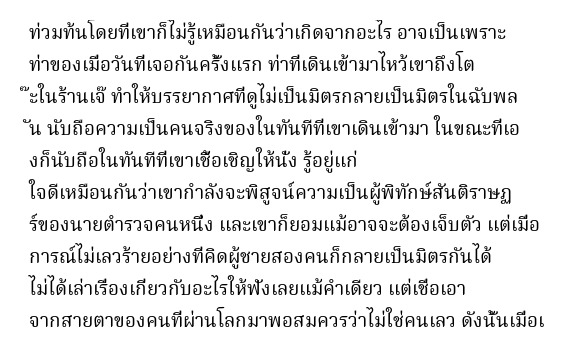 ท่วมท้นโดยที่เขาก็ไม่รู้เหมือนกันว่าเกิดจากอะไร อาจเป็นเพราะ
ท่าของเมื่อวันที่เจอกันครั้งแรก ท่าที่เดินเข้ามาไหว้เขาถึงโต
๊ะในร้านเจ๊ ทำให้บรรยากาศที่ดูไม่เป็นมิตรกลายเป็นมิตรในฉับพล
ัน นับถือความเป็นคนจริงของในทันทีที่เขาเดินเข้ามา ในขณะที่เอ
งก็นับถือในทันทีที่เขาเชื้อเชิญให้นั่ง รู้อยู่แก่
ใจดีเหมือนกันว่าเขากำลังจะพิสูจน์ความเป็นผู้พิทักษ์สันติราษฎ
ร์ของนายตำรวจคนหนึ่ง และเขาก็ยอมแม้อาจจะต้องเจ็บตัว แต่เมื่อ
การณ์ไม่เลวร้ายอย่างที่คิดผู้ชายสองคนก็กลายเป็นมิตรกันได้
ไม่ได้เล่าเรื่องเกี่ยวกับอะไรให้ฟังเลยแม้คำเดียว แต่เชื่อเอา
จากสายตาของคนที่ผ่านโลกมาพอสมควรว่าไม่ใช่คนเลว ดังนั้นเมื่อเ